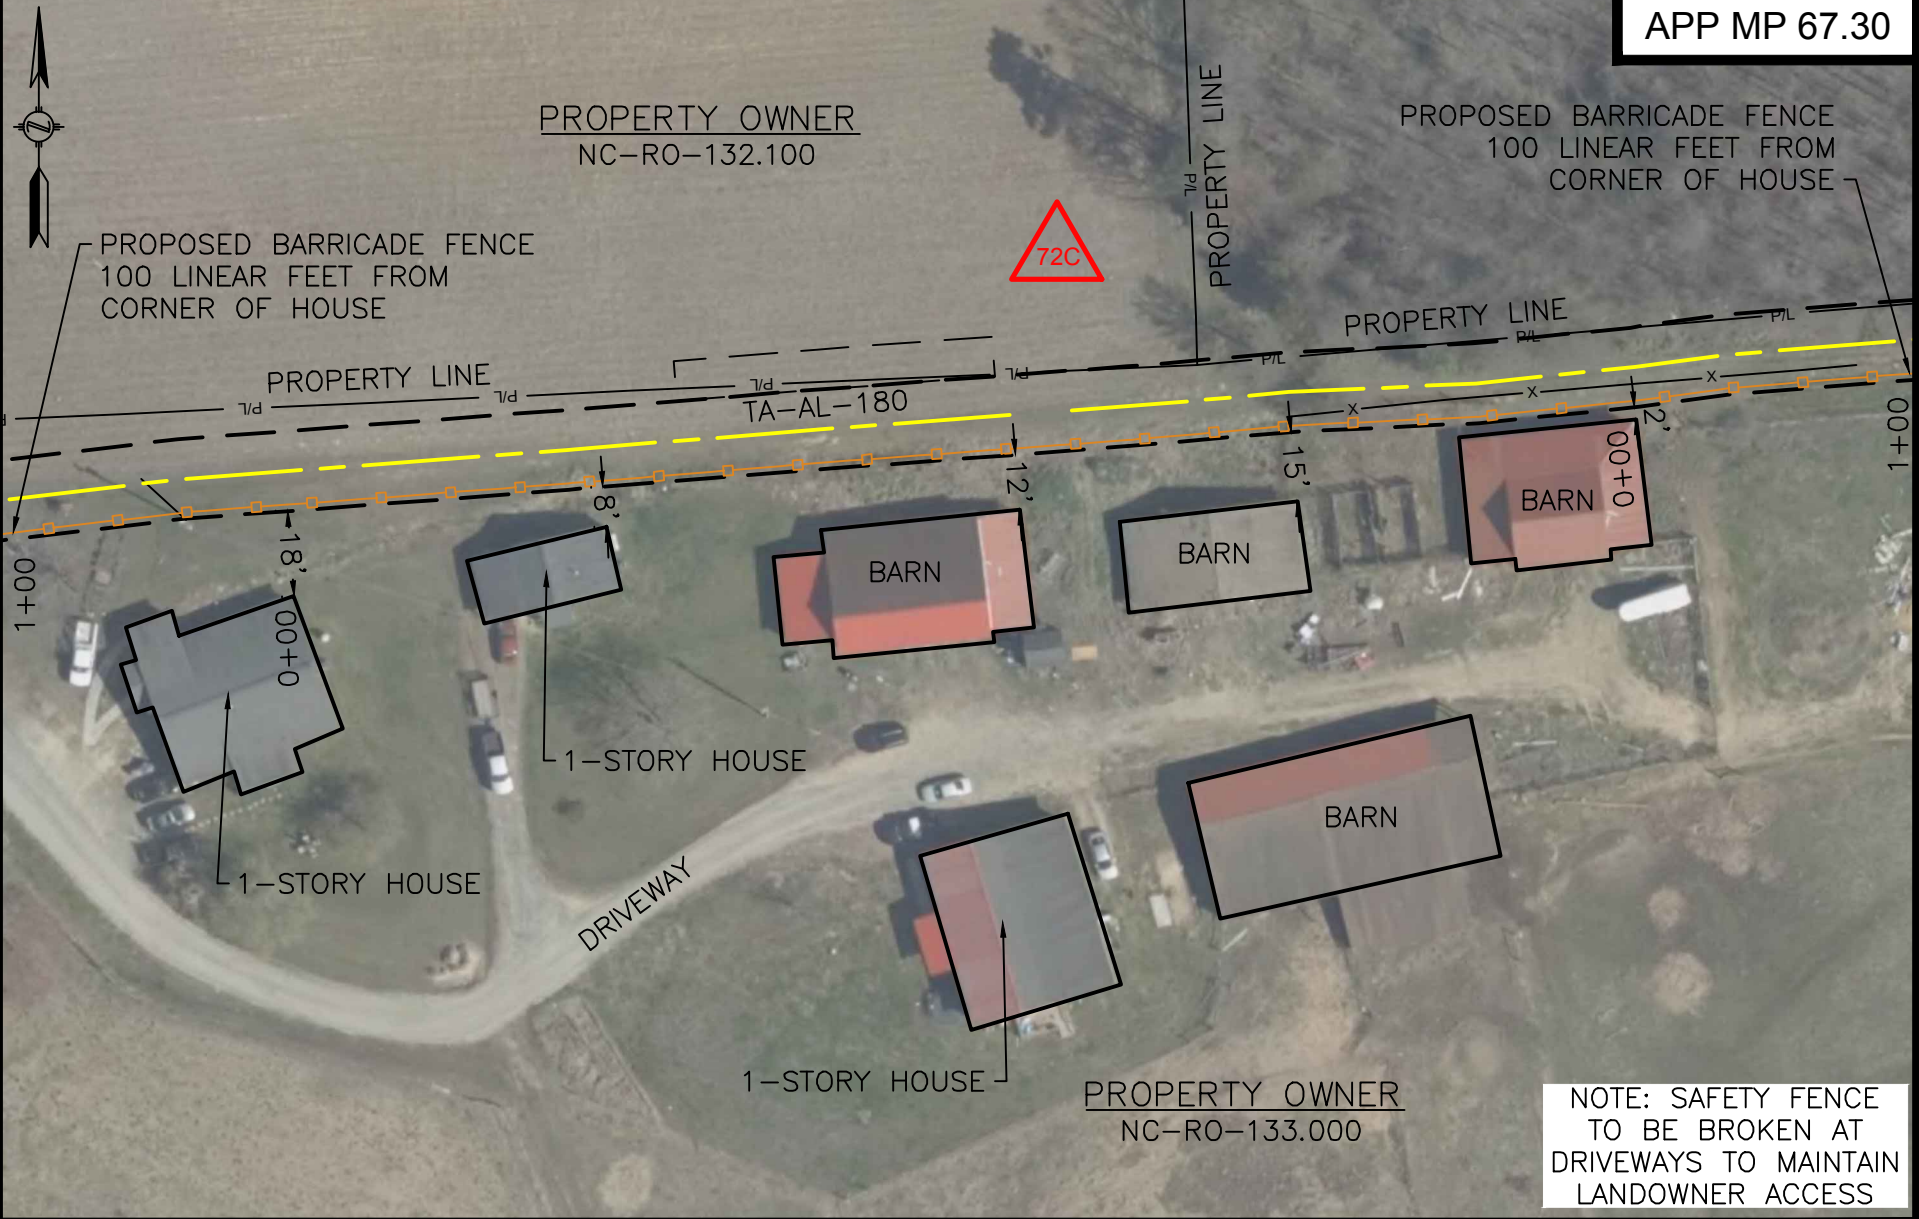 APP MP 67.30
PROPERTY OWNER
NC-RO-132.100
PROPOSED BARRICADE FENCE
100 LINEAR FEET FROM
CORNER OF HOUSE
PROPERTY LINE
P/L
72C
PROPOSED BARRICADE FENCE
100 LINEAR FEET FROM
CORNER OF HOUSE
PROPERTY LINE
P/L
P/L
P/L
P/L
PROPERTY LINE
P/L
P/L
P/L
TA-AL-180
X
X
X
1+00
18'
0+00
8'
12'
15'
2'
0+00
1+00
BARN
BARN
BARN
1-STORY HOUSE
1-STORY HOUSE
BARN
DRIVEWAY
1-STORY HOUSE
PROPERTY OWNER
NC-RO-133.000
NOTE: SAFETY FENCE
TO BE BROKEN AT
DRIVEWAYS TO MAINTAIN
LANDOWNER ACCESS